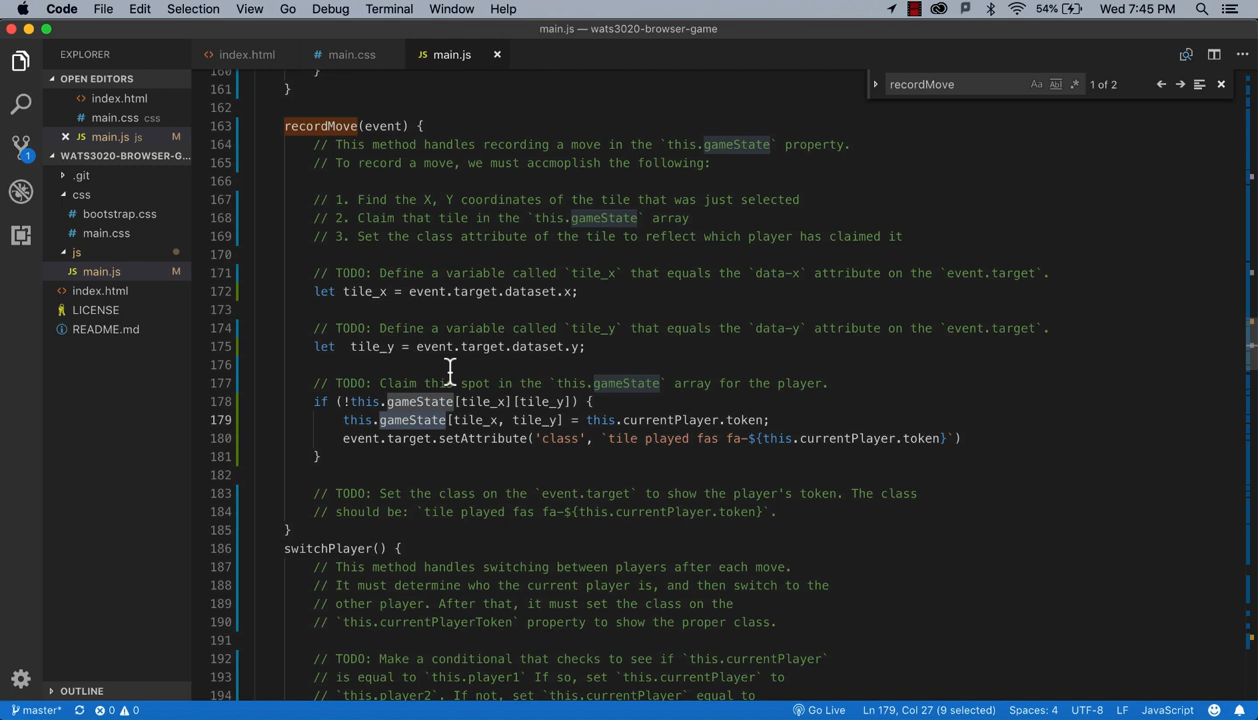 Code File Edit Selection View Go Debug Terminal Window Help 54% Wed 7:45 PM
main.js — wats3020-browser-game
EXPLORER
index.html
main.css
JS main.js ×
OPEN EDITORS
index.html
main.css css
× JS main.js js M
WATS3020-BROWSER-G...
.git
css
bootstrap.css
main.css
js
JS main.js M
index.html
LICENSE
README.md
OUTLINE
recordMove Aa Abl .* 1 of 2
160 }
161 }
162
163 recordMove(event) {
164 // This method handles recording a move in the `this.gameState` property.
165 // To record a move, we must accmoplish the following:
166
167 // 1. Find the X, Y coordinates of the tile that was just selected
168 // 2. Claim that tile in the `this.gameState` array
169 // 3. Set the class attribute of the tile to reflect which player has claimed it
170
171 // TODO: Define a variable called `tile_x` that equals the `data-x` attribute on the `event.target`.
172 let tile_x = event.target.dataset.x;
173
174 // TODO: Define a variable called `tile_y` that equals the `data-y` attribute on the `event.target`.
175 let  tile_y = event.target.dataset.y;
176
177 // TODO: Claim this spot in the `this.gameState` array for the player.
178 if (!this.gameState[tile_x][tile_y]) {
179 this.gameState[tile_x, tile_y] = this.currentPlayer.token;
180 event.target.setAttribute('class', `tile played fas fa-${this.currentPlayer.token}`)
181 }
182
183 // TODO: Set the class on the `event.target` to show the player's token. The class
184 // should be: `tile played fas fa-${this.currentPlayer.token}`.
185 }
186 switchPlayer() {
187 // This method handles switching between players after each move.
188 // It must determine who the current player is, and then switch to the
189 // other player. After that, it must set the class on the
190 // `this.currentPlayerToken` property to show the proper class.
191
192 // TODO: Make a conditional that checks to see if `this.currentPlayer`
193 // is equal to `this.player1` If so, set `this.currentPlayer` to
194 // `this.player2`. If not, set `this.currentPlayer` equal to
master* 0 0 Go Live Ln 179, Col 27 (9 selected) Spaces: 4 UTF-8 LF JavaScript
1